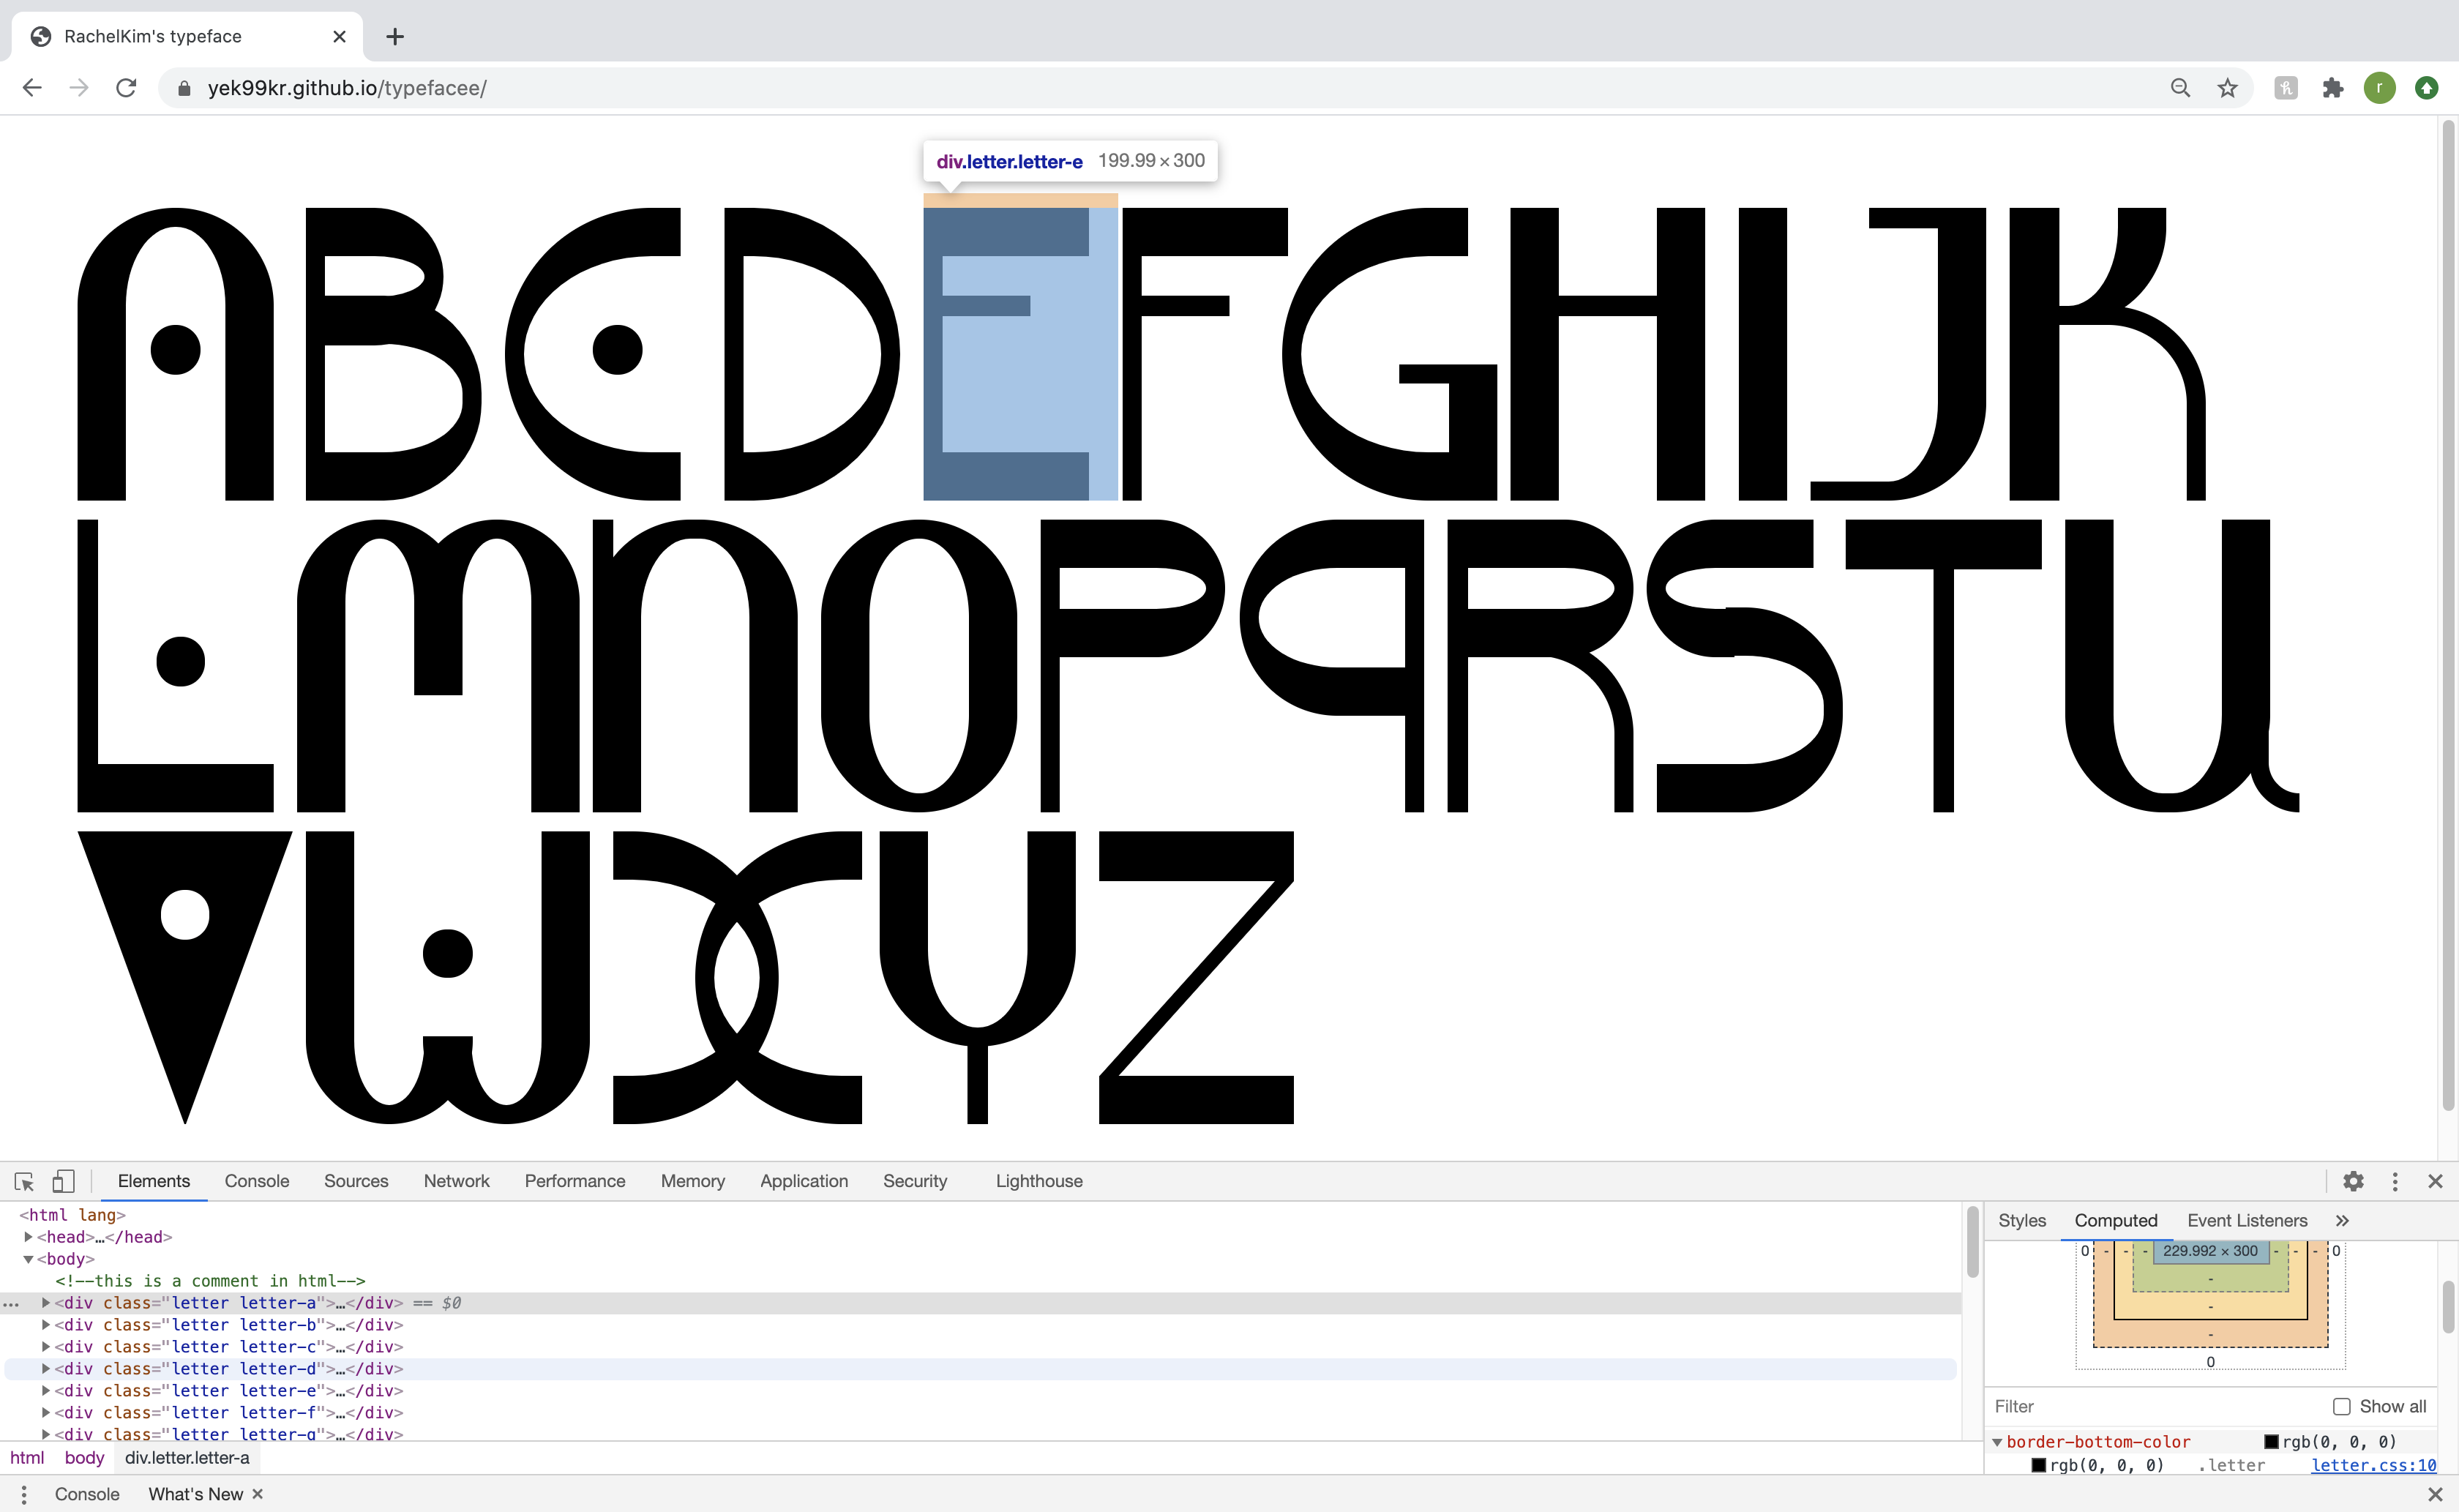 RachelKim's typeface
yek99kr.github.io/typefacee/
r
div.letter.letter-e 199.99 × 300
ABCDEFGHIJK
LMNOPQRSTU
VWXYZ
Elements Console Sources Network Performance Memory Application Security Lighthouse
<html lang>
<head>…</head>
<body>
<!--this is a comment in html-->
… <div class="letter letter-a">…</div> == $0
<div class="letter letter-b">…</div>
<div class="letter letter-c">…</div>
<div class="letter letter-d">…</div>
<div class="letter letter-e">…</div>
<div class="letter letter-f">…</div>
<div class="letter letter-g">…</div>
html body div.letter.letter-a
Styles Computed Event Listeners »
0 - - - 229.992 × 300 - - - 0
-
-
-
0
Filter Show all
border-bottom-color rgb(0, 0, 0)
rgb(0, 0, 0) .letter letter.css:10
Console What's New ×